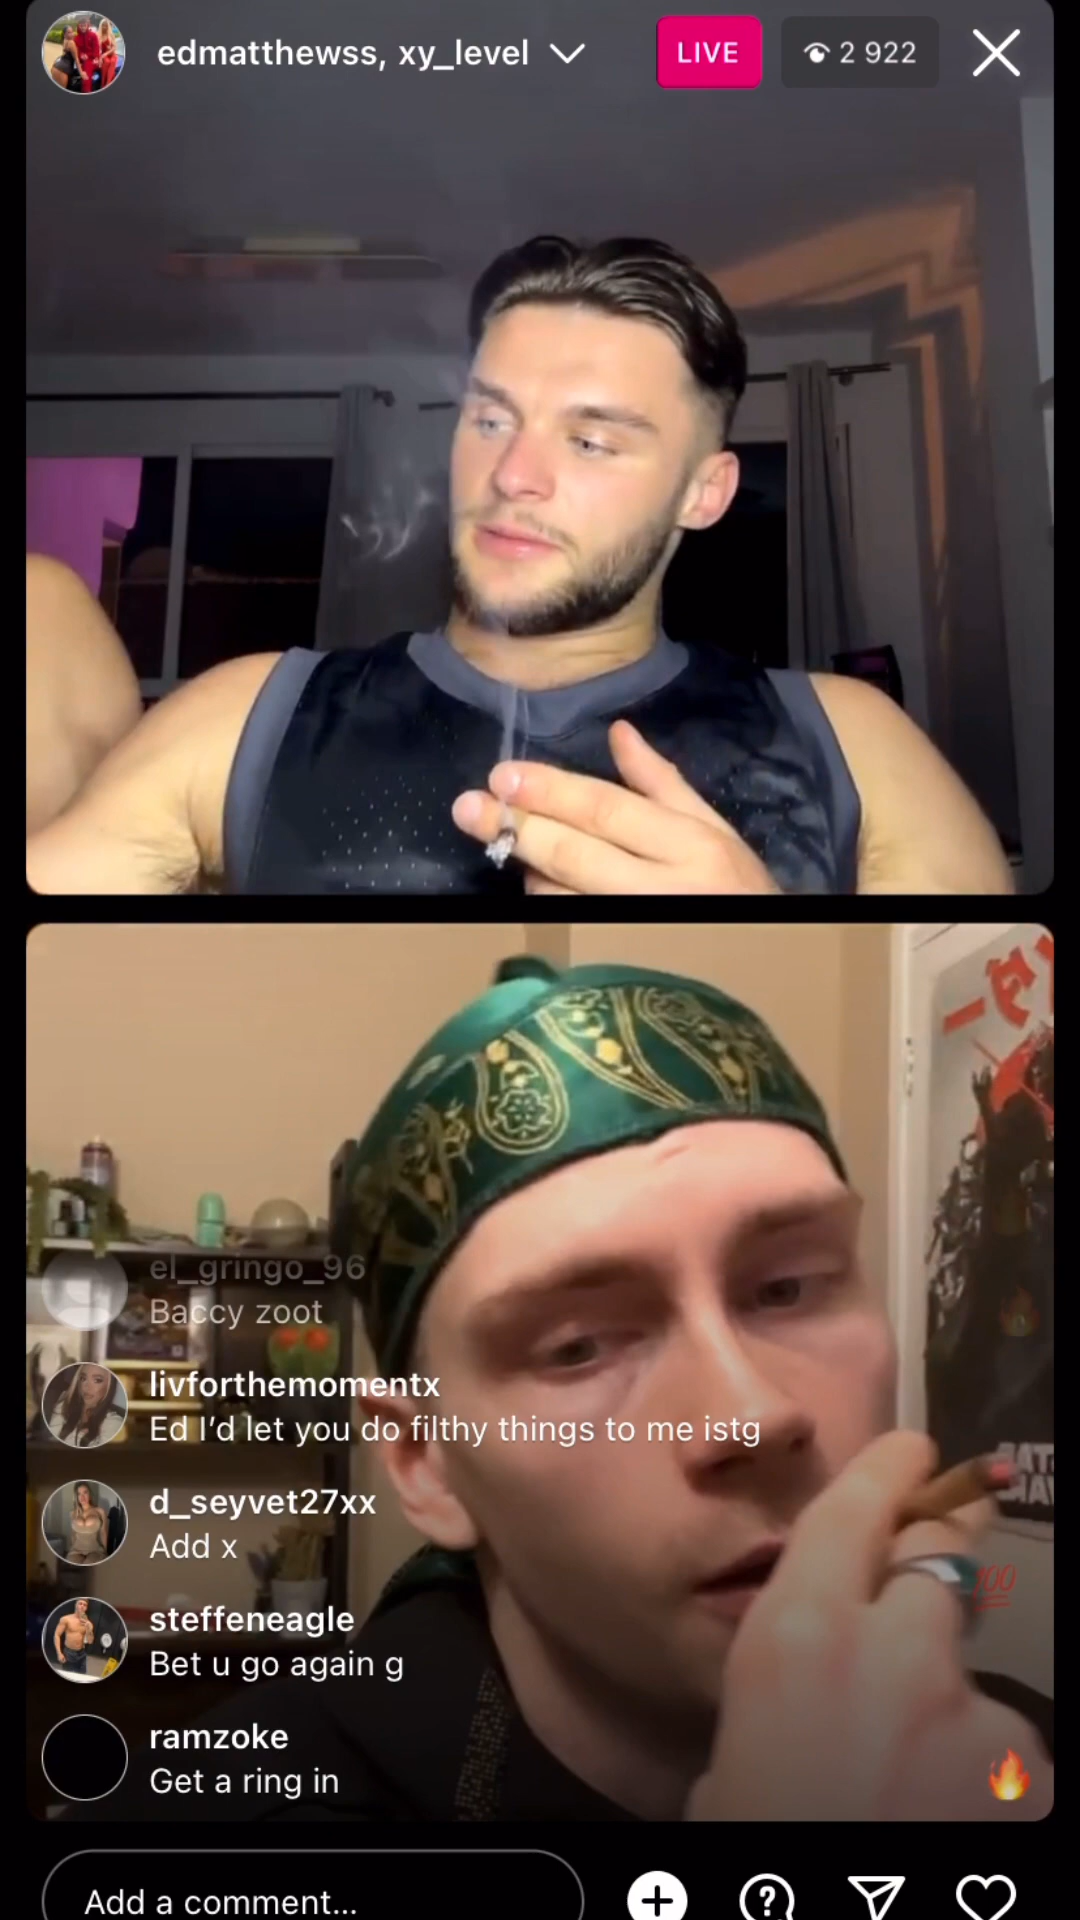 edmatthewss, xy_level
LIVE
2 922
el_gringo_96
Baccy zoot
livforthemomentx
Ed I’d let you do filthy things to me istg
d_seyvet27xx
Add x
steffeneagle
Bet u go again g
ramzoke
Get a ring in
Add a comment...